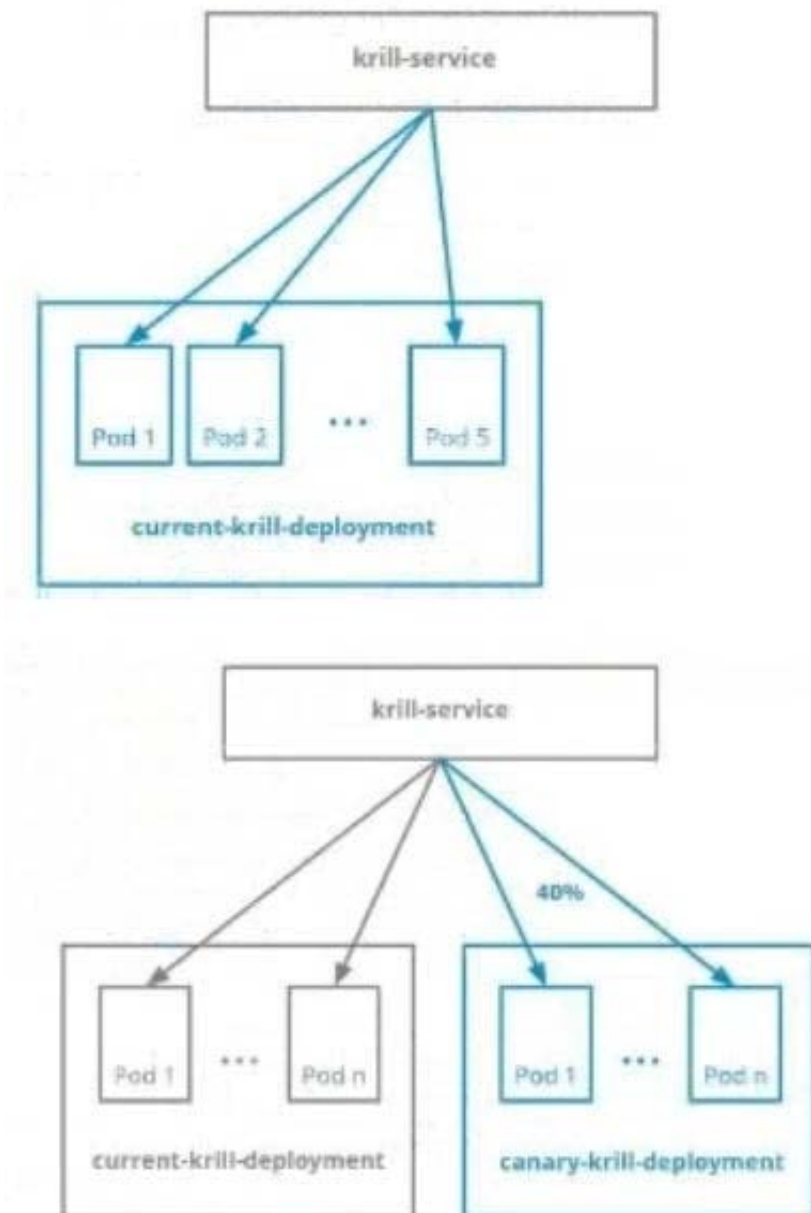 krill-service
Pod 1 Pod 2 ... Pod 5
current-krill-deployment
krill-service
40%
Pod 1 ... Pod n Pod 1 ... Pod n
current-krill-deployment canary-krill-deployment